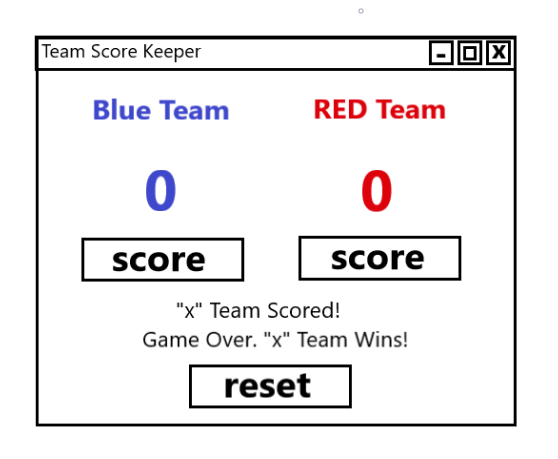 Team Score Keeper - X
Blue Team RED Team
0 0
score score
"x" Team Scored!
Game Over. "x" Team Wins!
reset